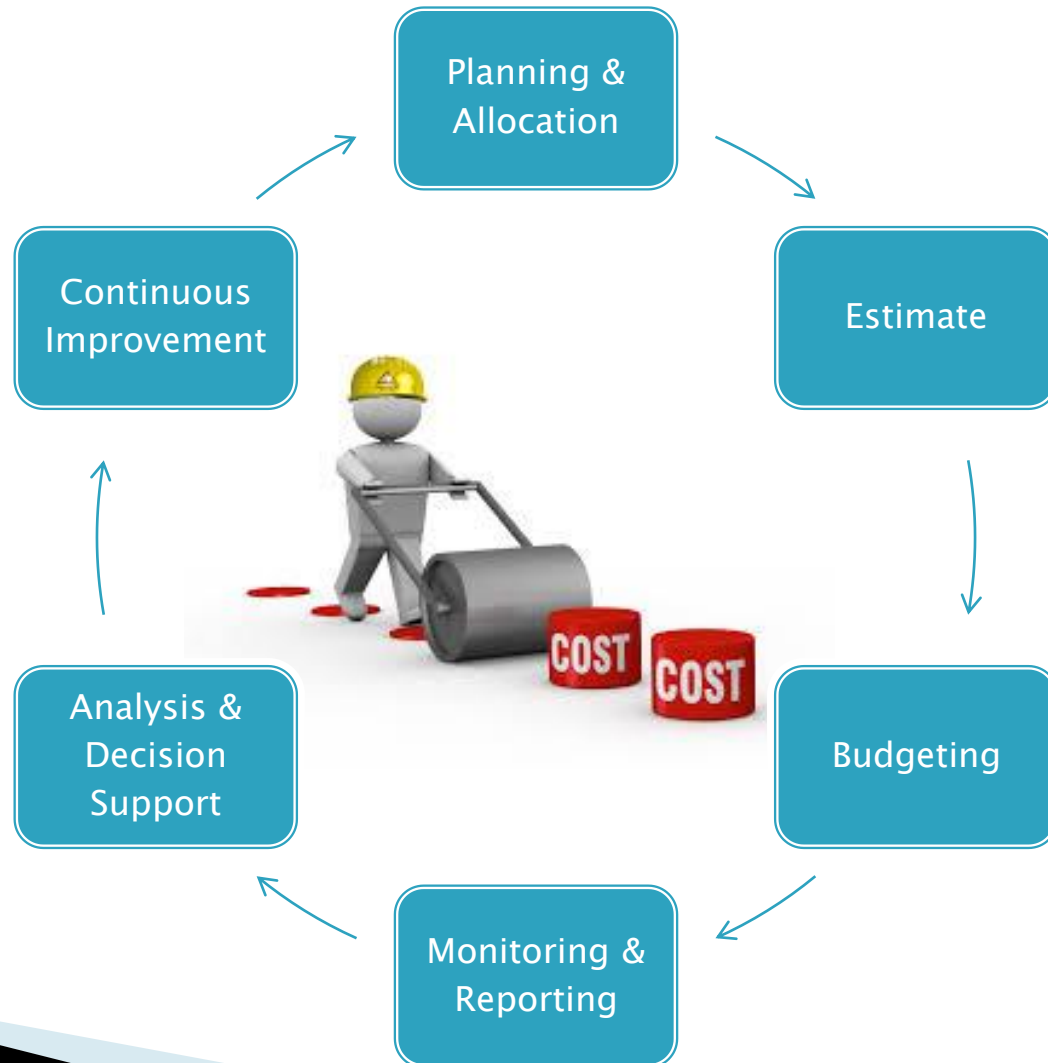 Planning &
Allocation
Estimate
Budgeting
Monitoring &
Reporting
Analysis &
Decision
Support
Continuous
Improvement
COST
COST